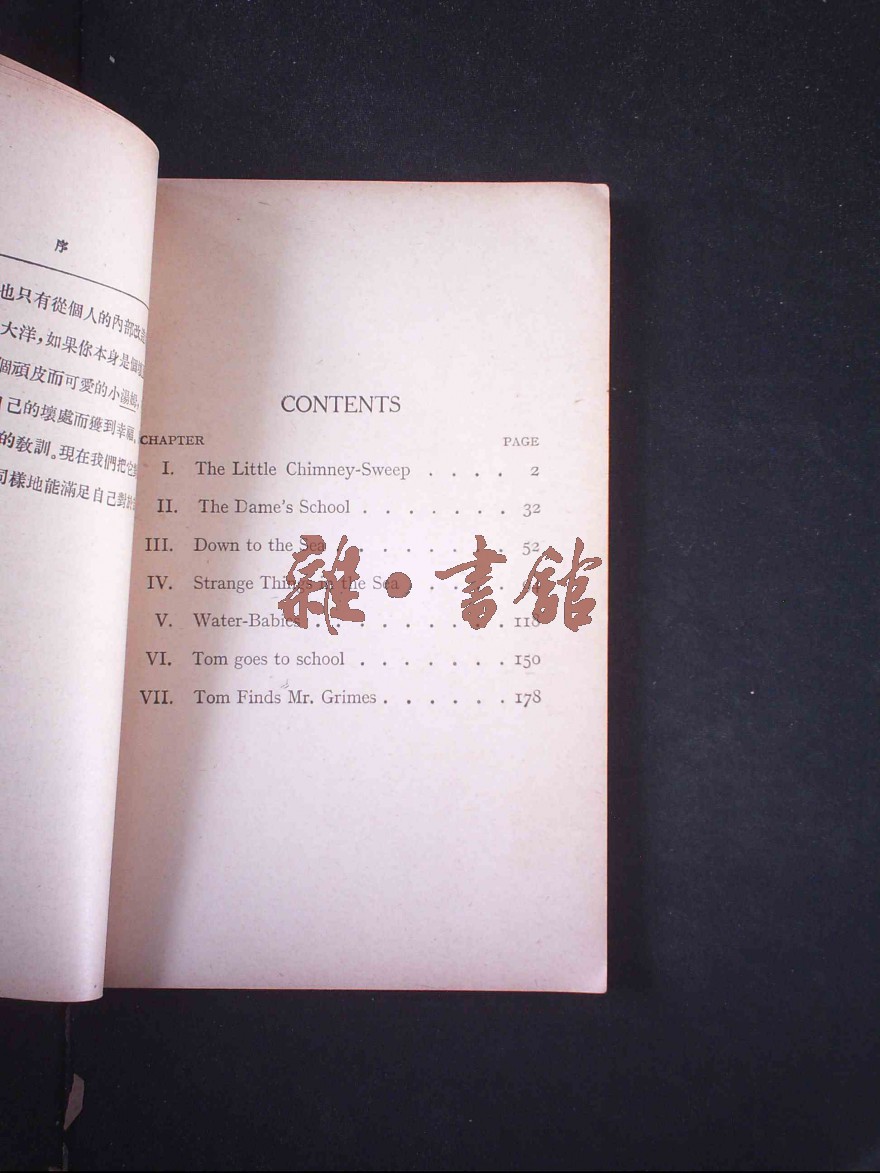 序
也只有從個人的內部改造
大洋，如果你本身是個
個頑皮而可愛的小湯姆，
己的壞處而獲到幸福，
的教訓。現在我們把它
同樣地能滿足自己對於
CONTENTS
CHAPTER PAGE
I. The Little Chimney-Sweep . . . . 2
II. The Dame's School . . . . . . . 32
III. Down to the Sea . . . . . . . 52
IV. Strange Things in the Sea . . . .
V. Water-Babies . . . . . . . . . 118
VI. Tom goes to school . . . . . . . 150
VII. Tom Finds Mr. Grimes . . . . . . 178
雜·書館